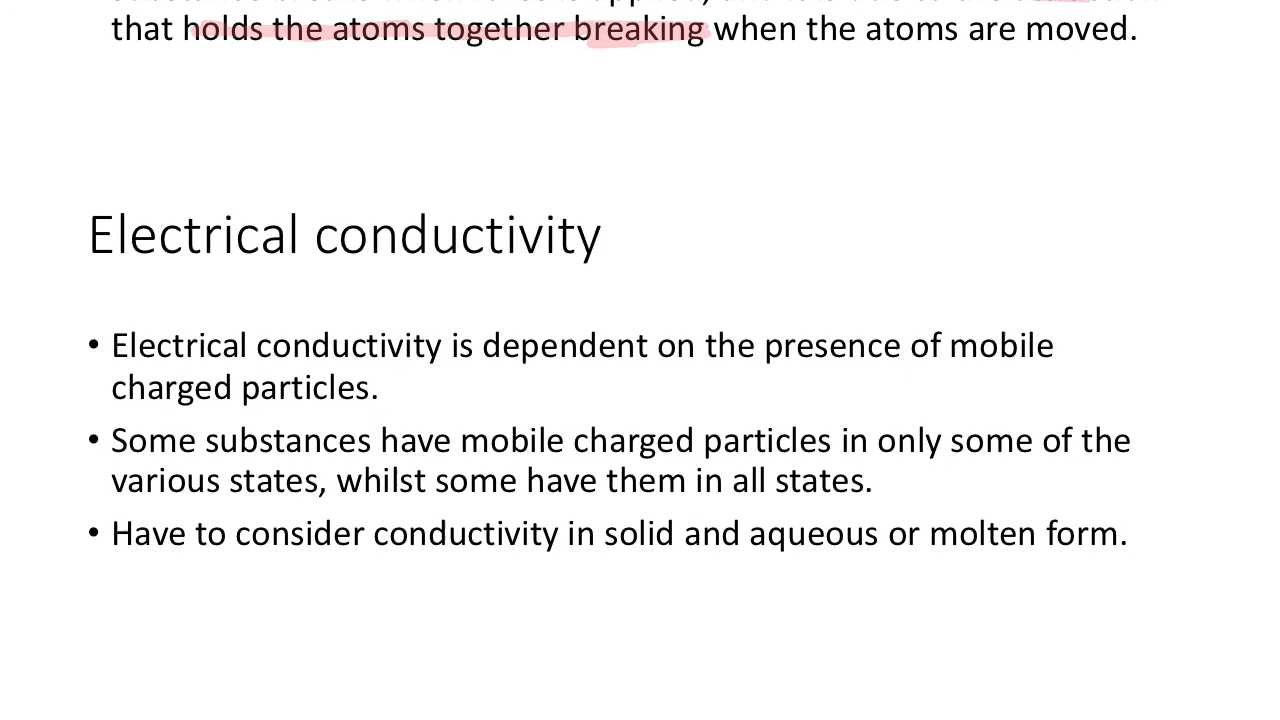 that holds the atoms together breaking when the atoms are moved.
Electrical conductivity
• Electrical conductivity is dependent on the presence of mobile
charged particles.
• Some substances have mobile charged particles in only some of the
various states, whilst some have them in all states.
• Have to consider conductivity in solid and aqueous or molten form.